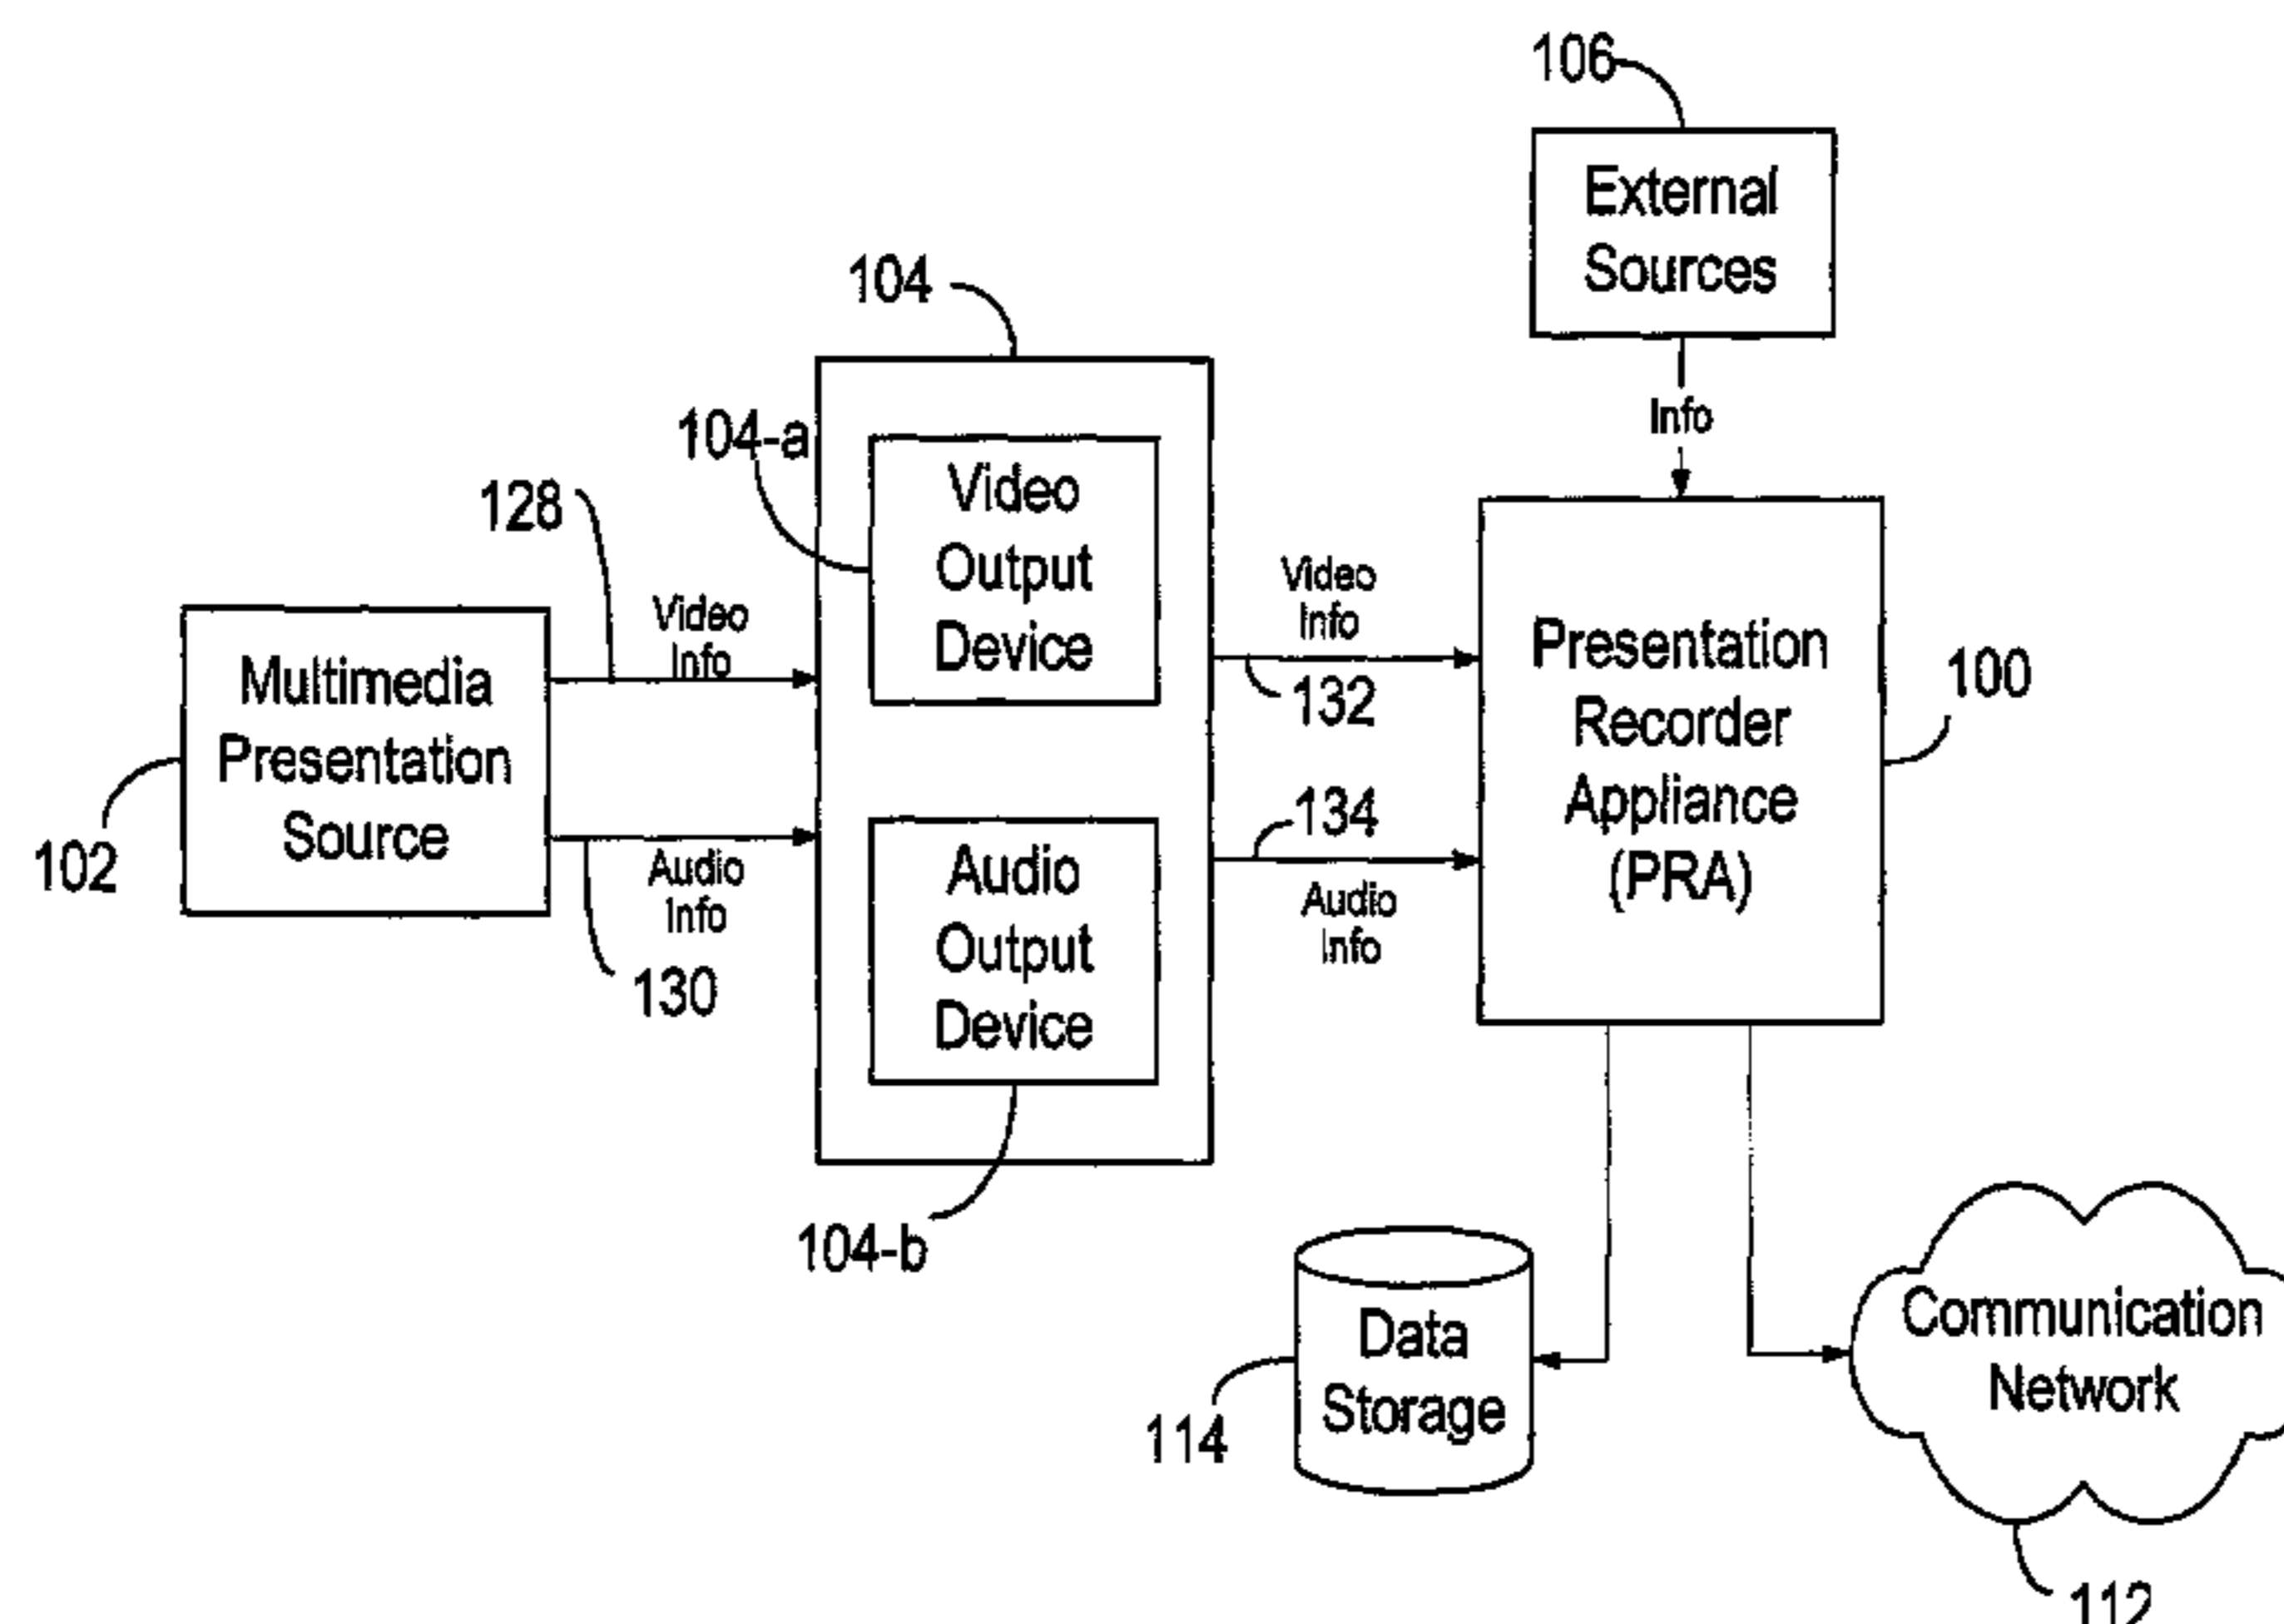 106
External
Sources
Info
104
104-a
Video
Output
Device
128
Video
Info
Video
Info
132
Presentation
Recorder
Appliance
(PRA)
100
Multimedia
Presentation
Source
102
Audio
Info
130
Audio
Output
Device
134
Audio
Info
104-b
Data
Storage
114
Communication
Network
112